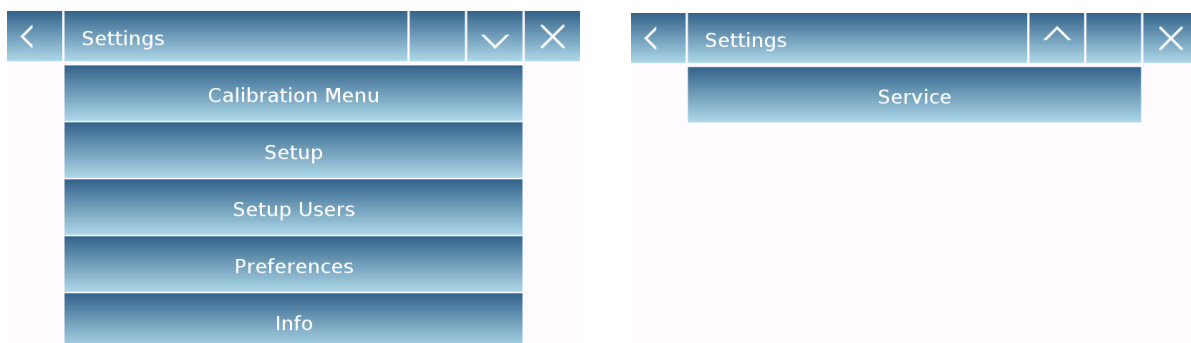 Settings
Calibration Menu
Setup
Setup Users
Preferences
Info
Settings
Service